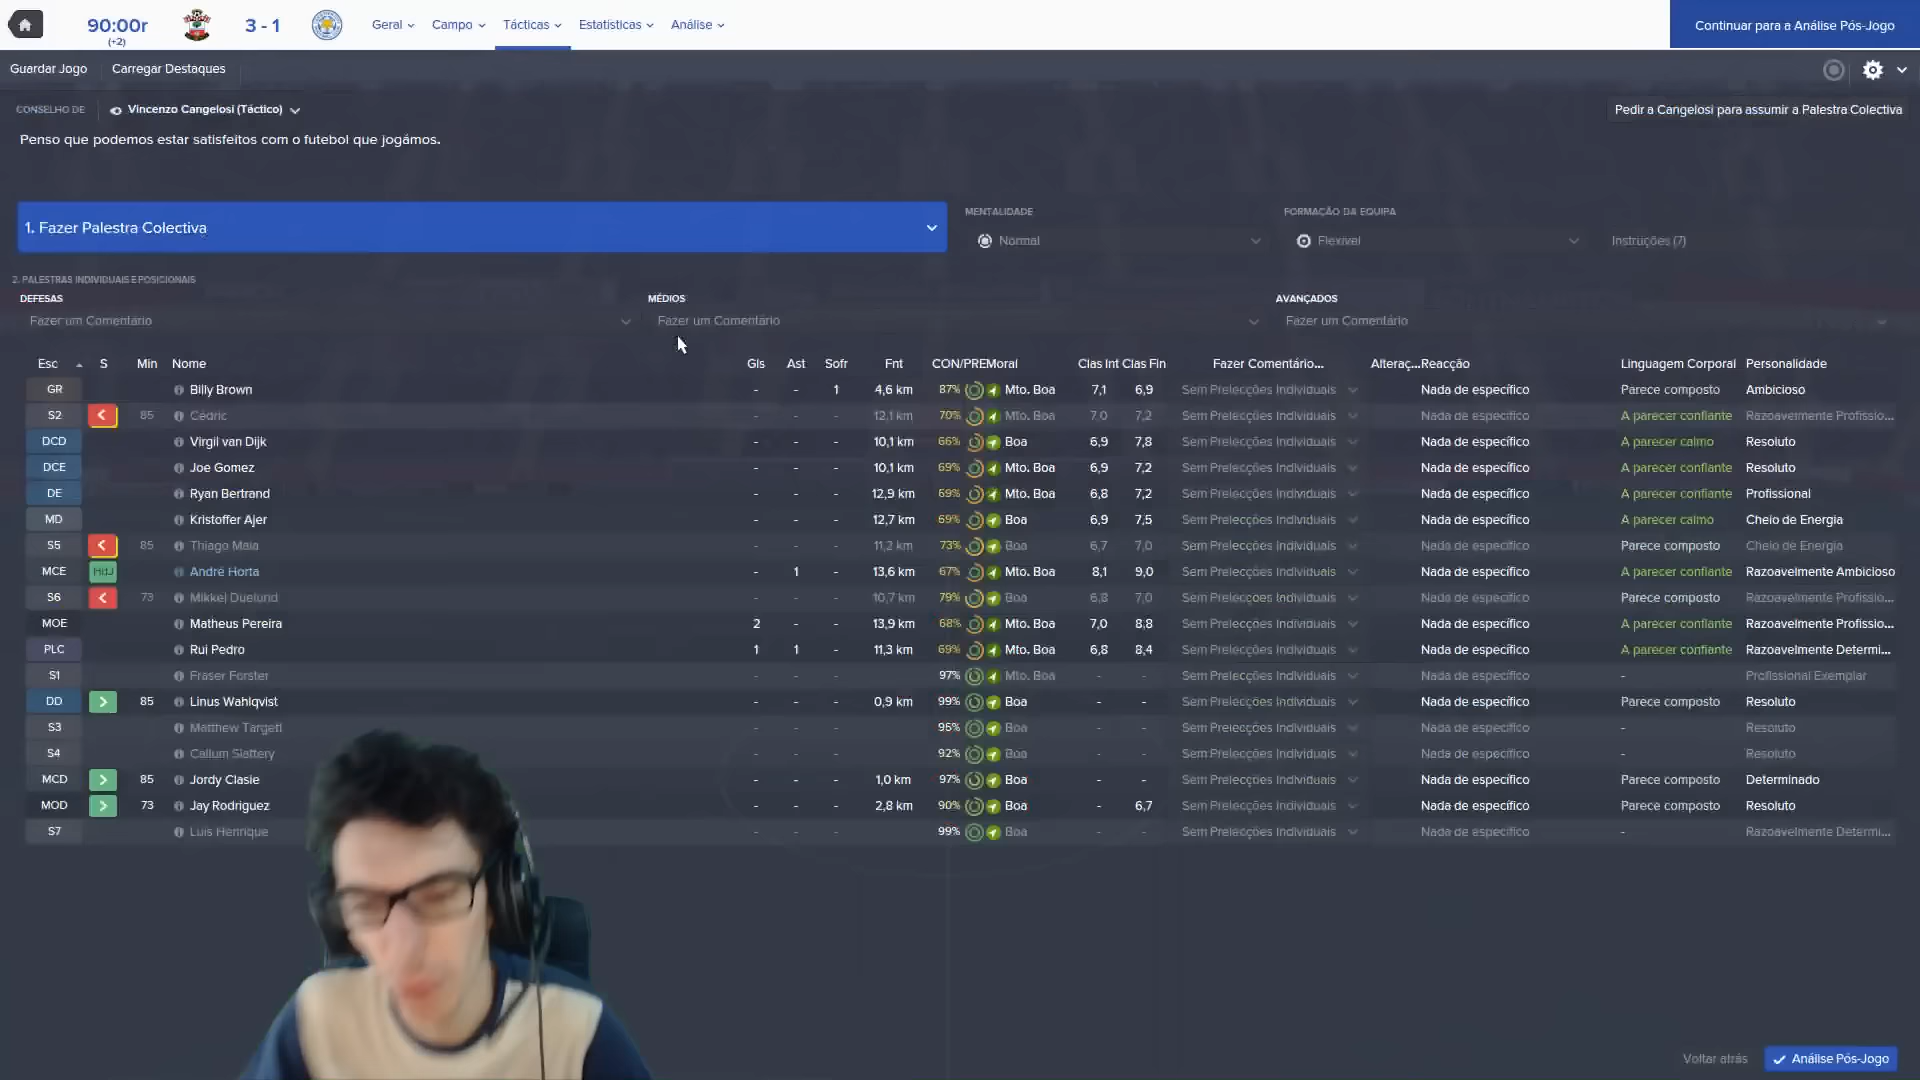 90:00r
(+2)
3 - 1
Geral
Campo
Tácticas
Estatísticas
Análise
Continuar para a Análise Pós-Jogo
Guardar Jogo
Carregar Destaques
CONSELHO DE
Vincenzo Cangelosi (Táctico)
Pedir a Cangelosi para assumir a Palestra Colectiva
Penso que podemos estar satisfeitos com o futebol que jogámos.
1. Fazer Palestra Colectiva
MENTALIDADE
Normal
FORMAÇÃO DA EQUIPA
Flexível
Instruções (7)
2. PALESTRAS INDIVIDUAIS E POSICIONAIS
DEFESAS
Fazer um Comentário
MÉDIOS
Fazer um Comentário
AVANÇADOS
Fazer um Comentário
Esc S Min Nome Gls Ast Sofr Fnt CON/PREMoral Clas Int Clas Fin Fazer Comentário... Alteraç... Reacção Linguagem Corporal Personalidade
GR Billy Brown - - 1 4,6 km 87% Mto. Boa 7,1 6,9 Sem Prelecções Individuais Nada de específico Parece composto Ambicioso
S2 85 Cédric - - - 12,1 km 70% Mto. Boa 7,0 7,2 Sem Prelecções Individuais Nada de específico A parecer confiante Razoavelmente Profissio...
DCD Virgil van Dijk - - - 10,1 km 66% Boa 6,9 7,8 Sem Prelecções Individuais Nada de específico A parecer calmo Resoluto
DCE Joe Gomez - - - 10,1 km 69% Mto. Boa 6,9 7,2 Sem Prelecções Individuais Nada de específico A parecer confiante Resoluto
DE Ryan Bertrand - - - 12,9 km 69% Mto. Boa 6,8 7,2 Sem Prelecções Individuais Nada de específico A parecer confiante Profissional
MD Kristoffer Ajer - - - 12,7 km 69% Boa 6,9 7,5 Sem Prelecções Individuais Nada de específico A parecer calmo Cheio de Energia
S5 85 Thiago Maia - - - 11,2 km 73% Boa 6,7 7,0 Sem Prelecções Individuais Nada de específico Parece composto Cheio de Energia
MCE HdJ André Horta - 1 - 13,6 km 67% Mto. Boa 8,1 9,0 Sem Prelecções Individuais Nada de específico A parecer confiante Razoavelmente Ambicioso
S6 73 Mikkel Duelund - - - 10,7 km 79% Boa 6,8 7,0 Sem Prelecções Individuais Nada de específico Parece composto Razoavelmente Profissio...
MOE Matheus Pereira 2 - - 13,9 km 68% Mto. Boa 7,0 8,8 Sem Prelecções Individuais Nada de específico A parecer confiante Razoavelmente Profissio...
PLC Rui Pedro 1 1 - 11,3 km 69% Mto. Boa 6,8 8,4 Sem Prelecções Individuais Nada de específico A parecer confiante Razoavelmente Determi...
S1 Fraser Forster 97% Mto. Boa - - Sem Prelecções Individuais Nada de específico - Profissional Exemplar
DD 85 Linus Wahlqvist - - - 0,9 km 99% Boa - - Sem Prelecções Individuais Nada de específico Parece composto Resoluto
S3 Matthew Targett - - - 95% Boa - - Sem Prelecções Individuais Nada de específico - Resoluto
S4 Callum Slattery - - - 92% Boa - - Sem Prelecções Individuais Nada de específico - Resoluto
MCD 85 Jordy Clasie - - - 1,0 km 97% Boa - - Sem Prelecções Individuais Nada de específico Parece composto Determinado
MOD 73 Jay Rodriguez - - - 2,8 km 90% Boa - 6,7 Sem Prelecções Individuais Nada de específico Parece composto Resoluto
S7 Luis Henrique - - - 99% Boa - - Sem Prelecções Individuais Nada de específico - Razoavelmente Determi...
Voltar atrás
Análise Pós-Jogo